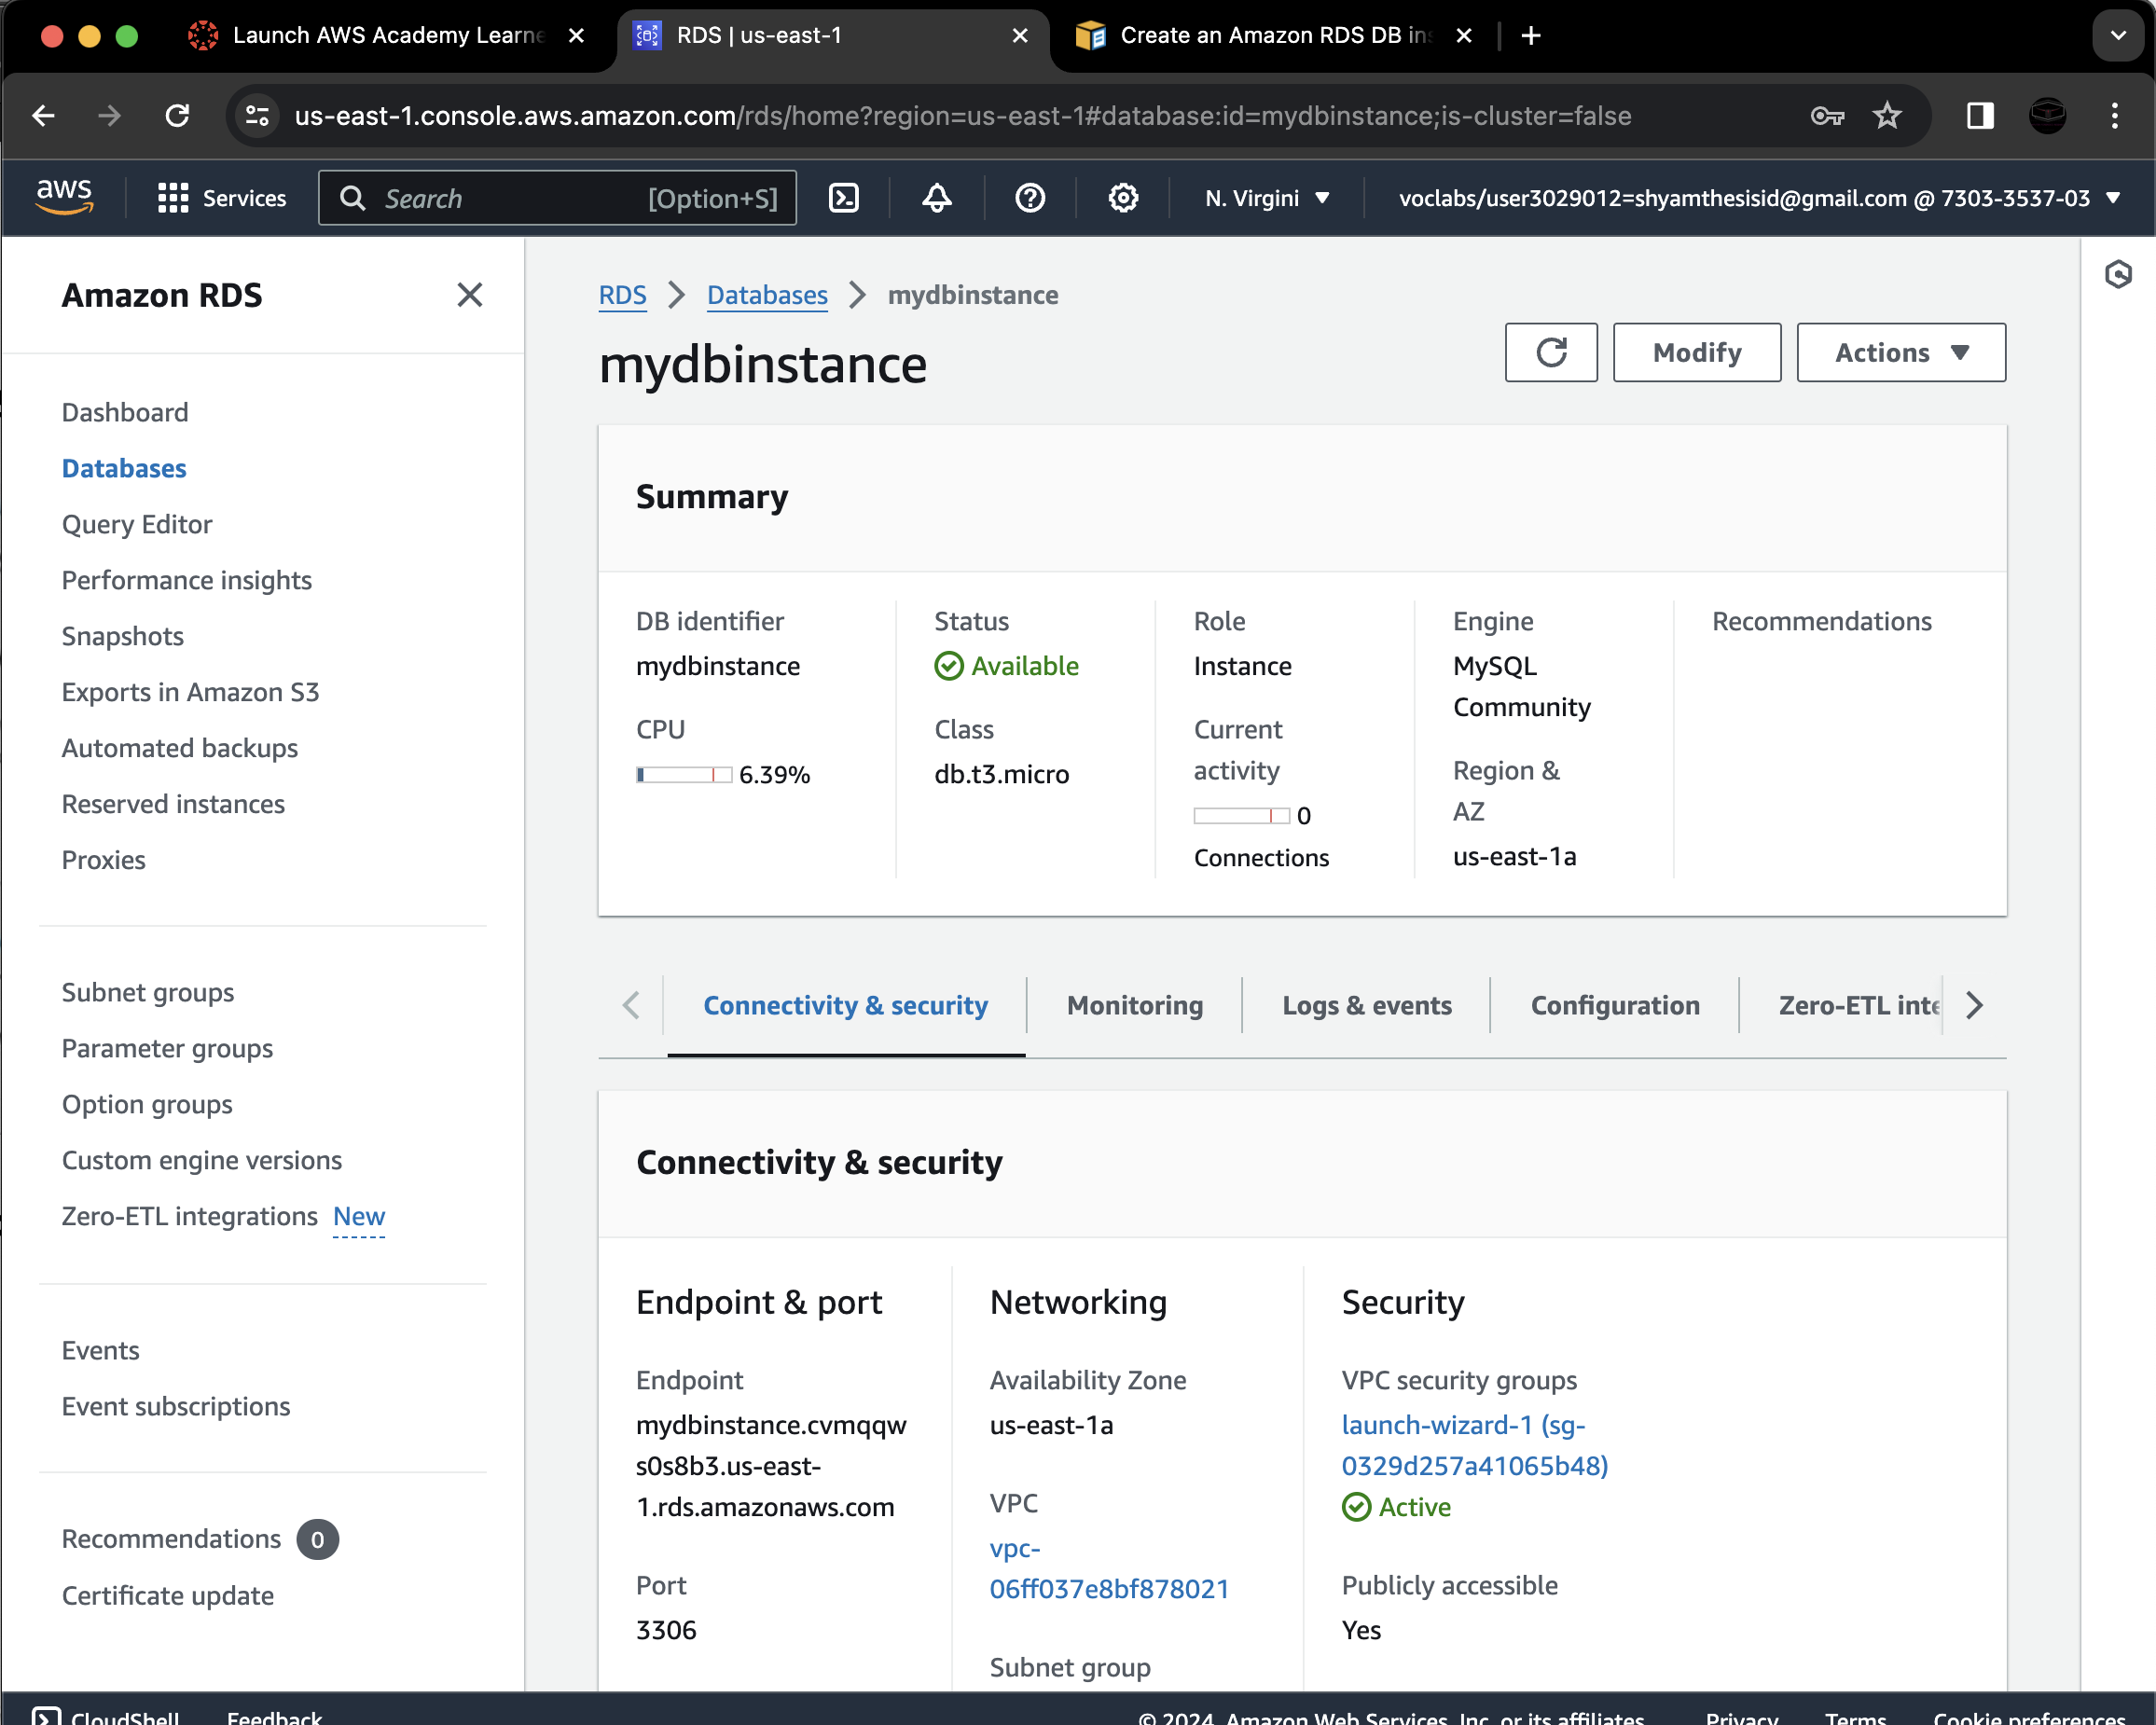 Launch AWS Academy Learne
RDS | us-east-1
Create an Amazon RDS DB ins
us-east-1.console.aws.amazon.com/rds/home?region=us-east-1#database:id=mydbinstance;is-cluster=false
aws
Services
Search
[Option+S]
N. Virgini
voclabs/user3029012=shyamthesisid@gmail.com @ 7303-3537-03
Amazon RDS
Dashboard
Databases
Query Editor
Performance insights
Snapshots
Exports in Amazon S3
Automated backups
Reserved instances
Proxies
Subnet groups
Parameter groups
Option groups
Custom engine versions
Zero-ETL integrations New
Events
Event subscriptions
Recommendations 0
Certificate update
RDS > Databases > mydbinstance
mydbinstance
Modify
Actions
Summary
DB identifier
mydbinstance
CPU
6.39%
Status
Available
Class
db.t3.micro
Role
Instance
Current
activity
0
Connections
Engine
MySQL
Community
Region &
AZ
us-east-1a
Recommendations
Connectivity & security
Monitoring
Logs & events
Configuration
Zero-ETL inte
Connectivity & security
Endpoint & port
Endpoint
mydbinstance.cvmqqw
s0s8b3.us-east-
1.rds.amazonaws.com
Port
3306
Networking
Availability Zone
us-east-1a
VPC
vpc-
06ff037e8bf878021
Subnet group
Security
VPC security groups
launch-wizard-1 (sg-
0329d257a41065b48)
Active
Publicly accessible
Yes
CloudShell
Feedback
© 2024, Amazon Web Services, Inc. or its affiliates.
Privacy
Terms
Cookie preferences